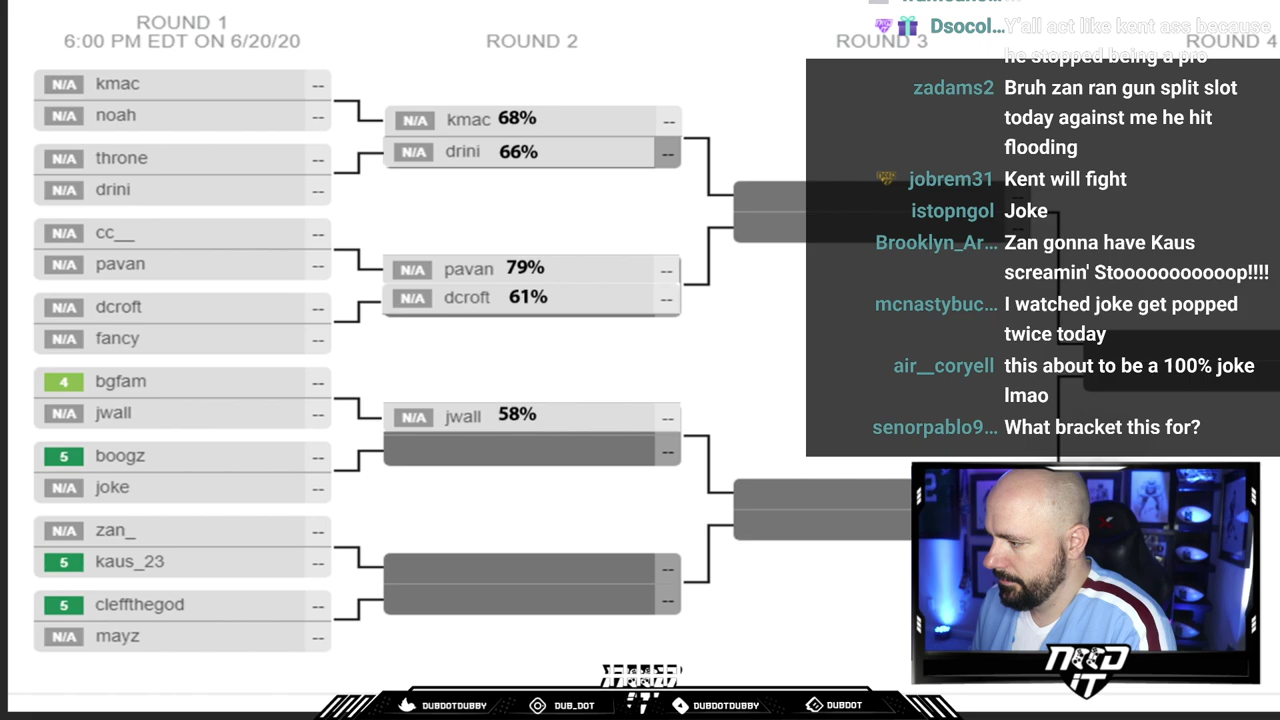 ROUND 1
6:00 PM EDT ON 8/6/2020
ROUND 2
ROUND 3
ROUND 4
N/A kmac --
N/A noah --
N/A throne --
N/A drini --
N/A cc__ --
N/A pavan --
N/A dcroft --
N/A fancy --
4 bgfam --
N/A jwall --
5 boogz --
N/A joke --
N/A zan_ --
5 kaus_23 --
5 cleffthegod --
N/A mayz --
N/A kmac 68% --
N/A drini 66% --
N/A pavan 79% --
N/A dcroft 61% --
N/A jwall 58% --
--
--
--
Dsocol... Y'all act like kent ass because
he stopped being a pro
zadams2 Bruh zan ran gun split slot
today against me he hit
flooding
jobrem31 Kent will fight
istopngol Joke
Brooklyn_Ar... Zan gonna have Kaus
screamin' Stooooooooooop!!!!
mcnastybuc... I watched joke get popped
twice today
air__coryell this about to be a 100% joke
lmao
senorpablo9... What bracket this for?
NEED
IT
DUBDOTDUBBY
DUB_DOT
DUBDOTDUBBY
DUBDOT